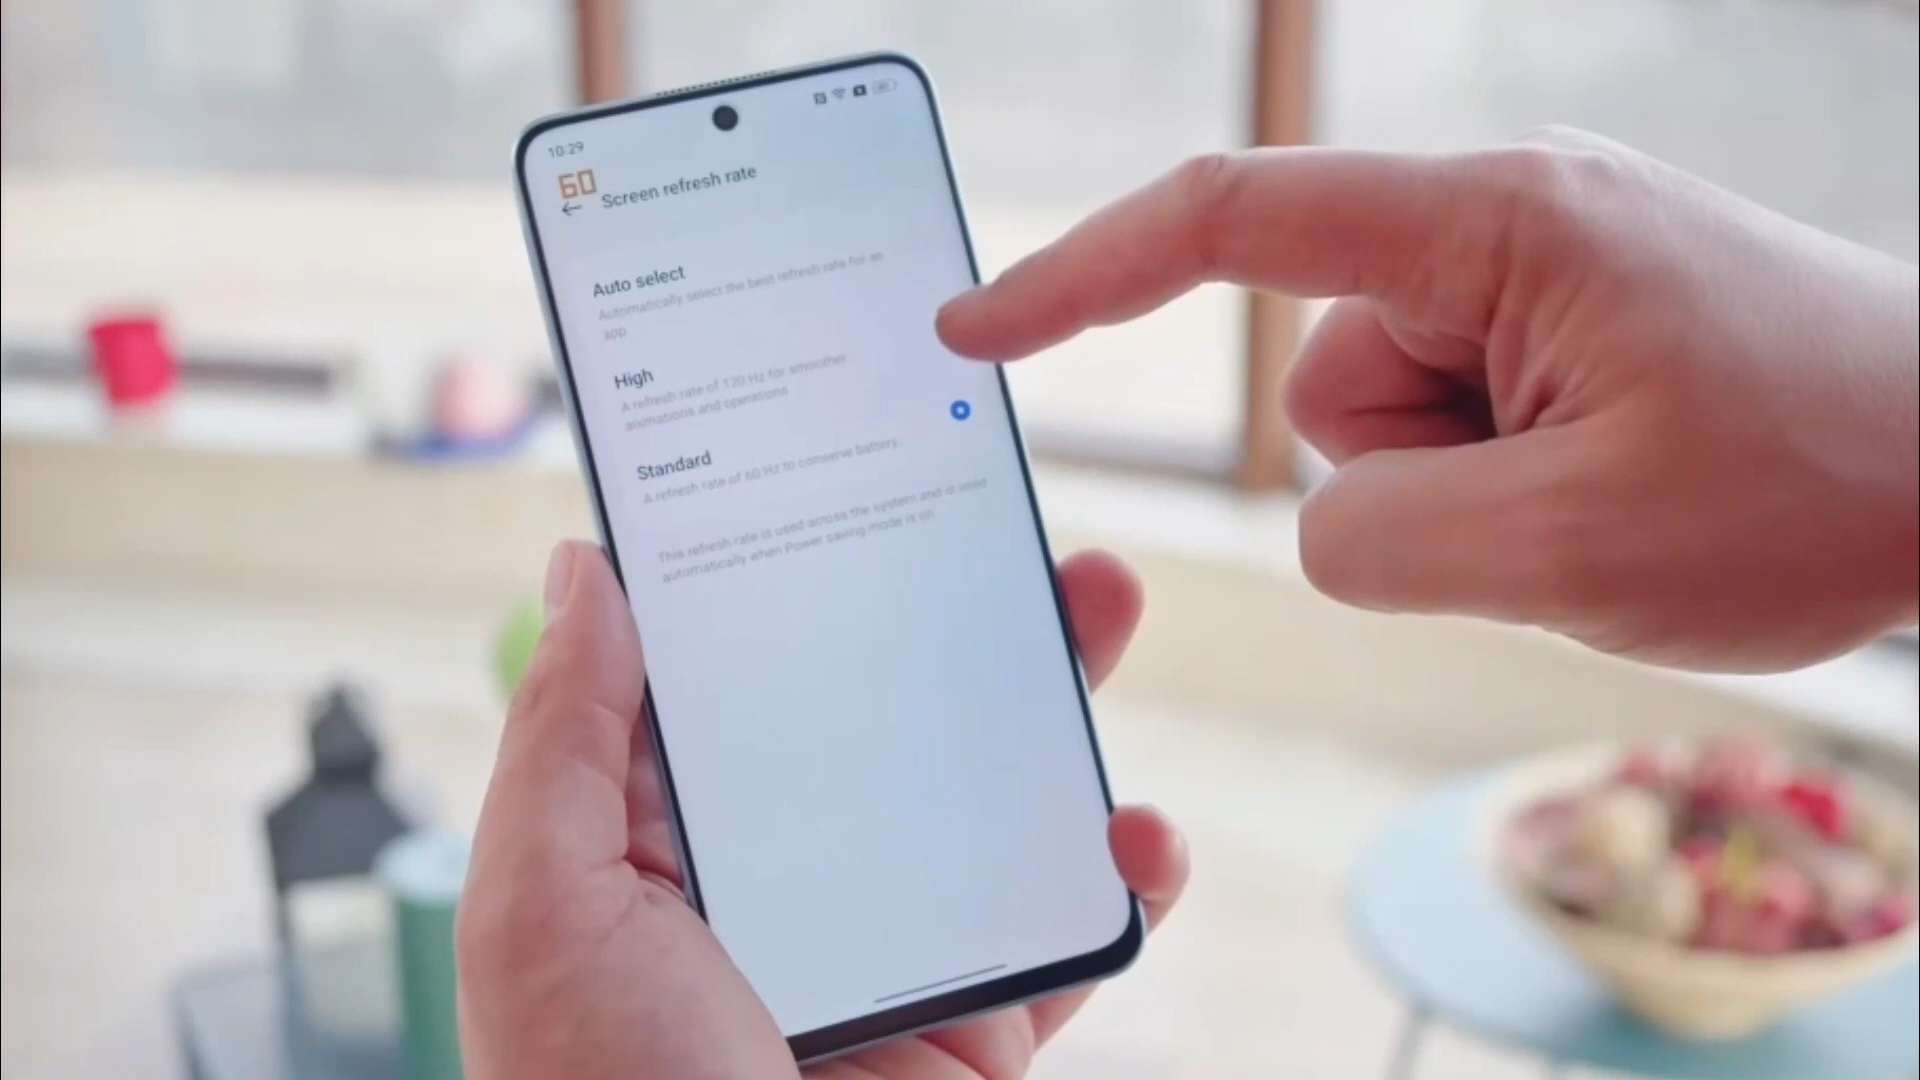 10:29
60
Screen refresh rate
Auto select
Automatically select the best refresh rate for an
app
High
A refresh rate of 120 Hz for smoother
animations and operations
Standard
A refresh rate of 60 Hz to conserve battery
This refresh rate is used across the system and is used
automatically when Power saving mode is on